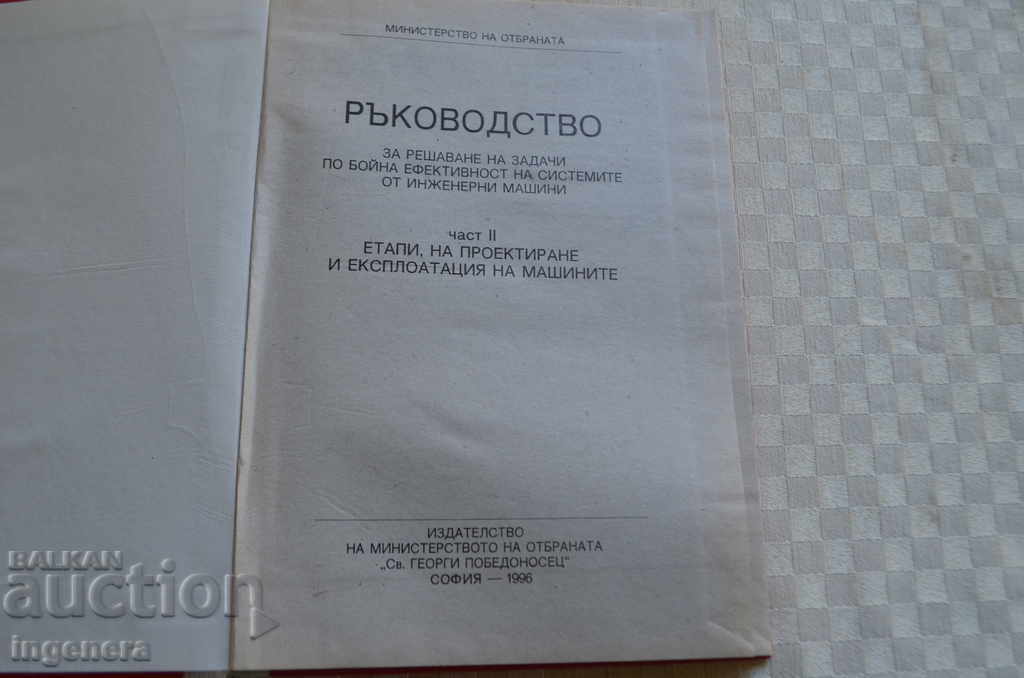 МИНИСТЕРСТВО НА ОТБРАНАТА
РЪКОВОДСТВО
ЗА РЕШАВАНЕ НА ЗАДАЧИ
ПО БОЙНА ЕФЕКТИВНОСТ НА СИСТЕМИТЕ
ОТ ИНЖЕНЕРНИ МАШИНИ
част II
ЕТАПИ, НА ПРОЕКТИРАНЕ
И ЕКСПЛОАТАЦИЯ НА МАШИНИТЕ
ИЗДАТЕЛСТВО
НА МИНИСТЕРСТВОТО НА ОТБРАНАТА
„Св. ГЕОРГИ ПОБЕДОНОСЕЦ"
СОФИЯ — 1996
BALKAN
auction
ingenera